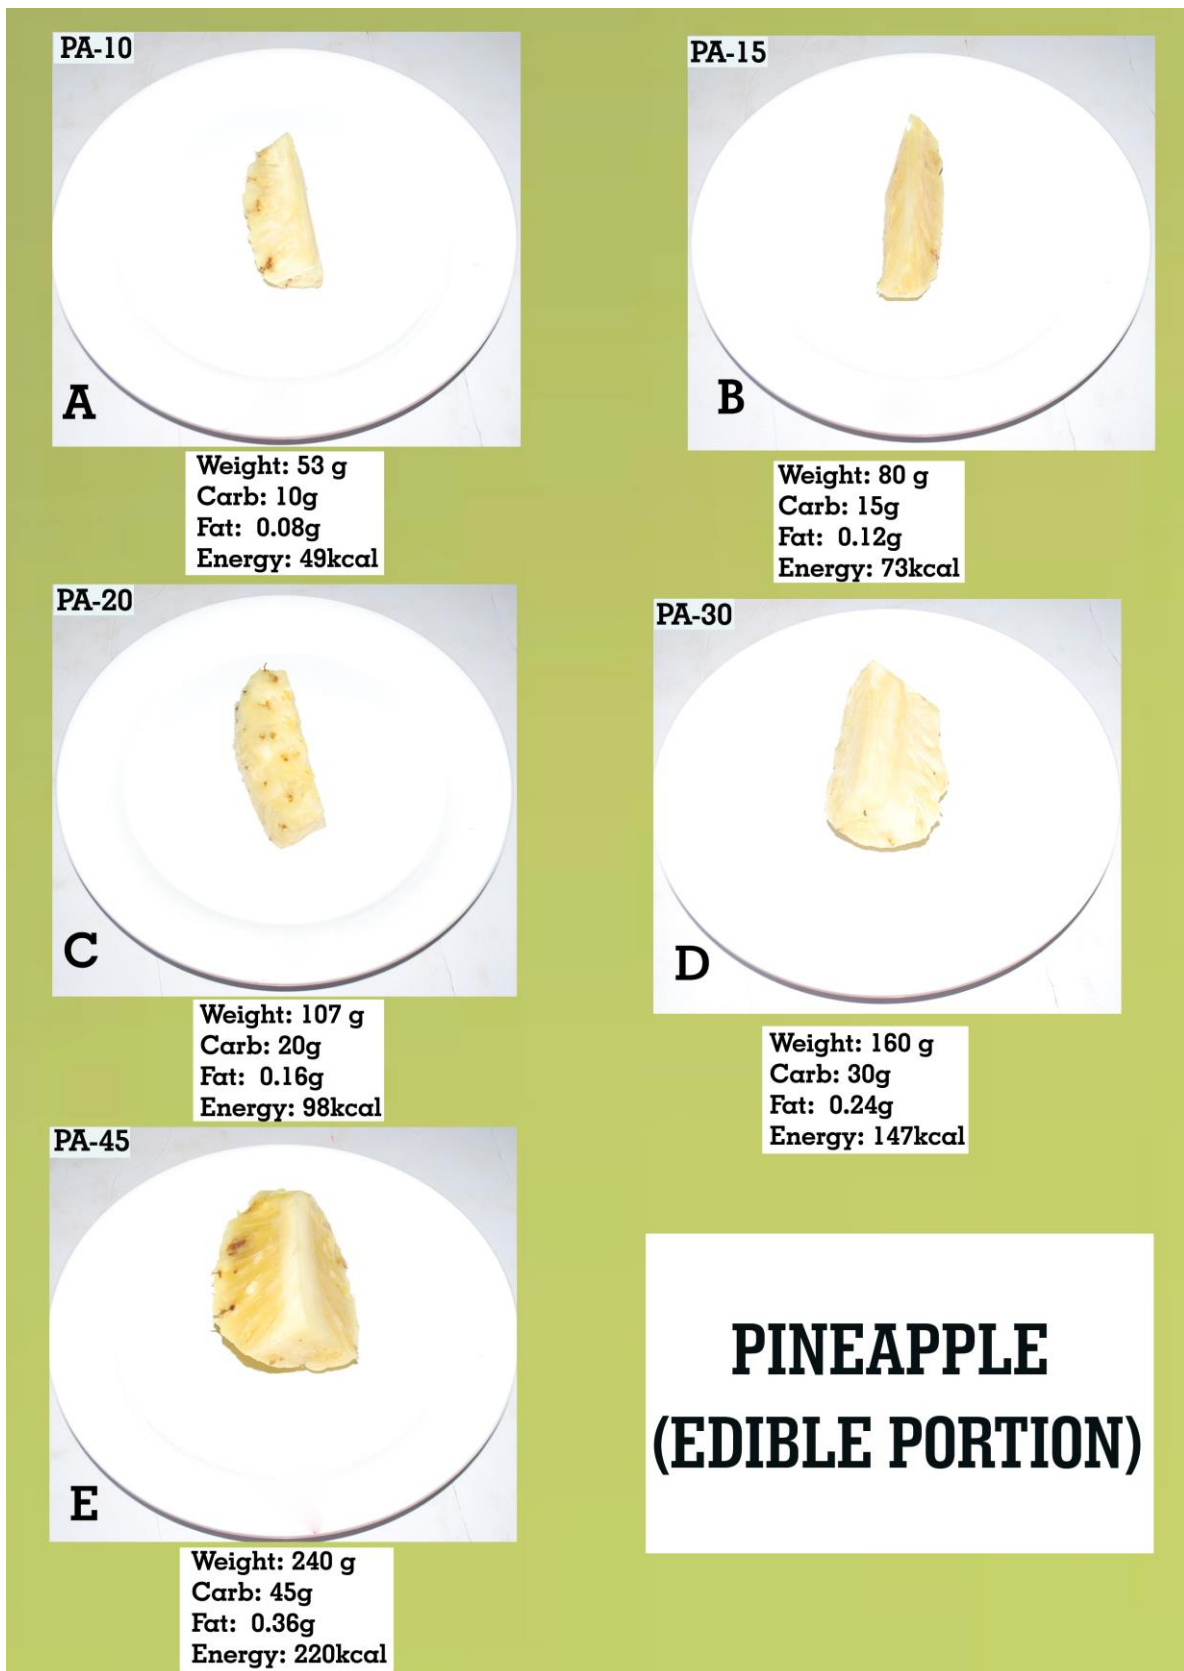 PA-10
A
Weight: 53 g
Carb: 10g
Fat: 0.08g
Energy: 49kcal
PA-15
B
Weight: 80 g
Carb: 15g
Fat: 0.12g
Energy: 73kcal
PA-20
C
Weight: 107 g
Carb: 20g
Fat: 0.16g
Energy: 98kcal
PA-30
D
Weight: 160 g
Carb: 30g
Fat: 0.24g
Energy: 147kcal
PA-45
E
Weight: 240 g
Carb: 45g
Fat: 0.36g
Energy: 220kcal
PINEAPPLE
(EDIBLE PORTION)